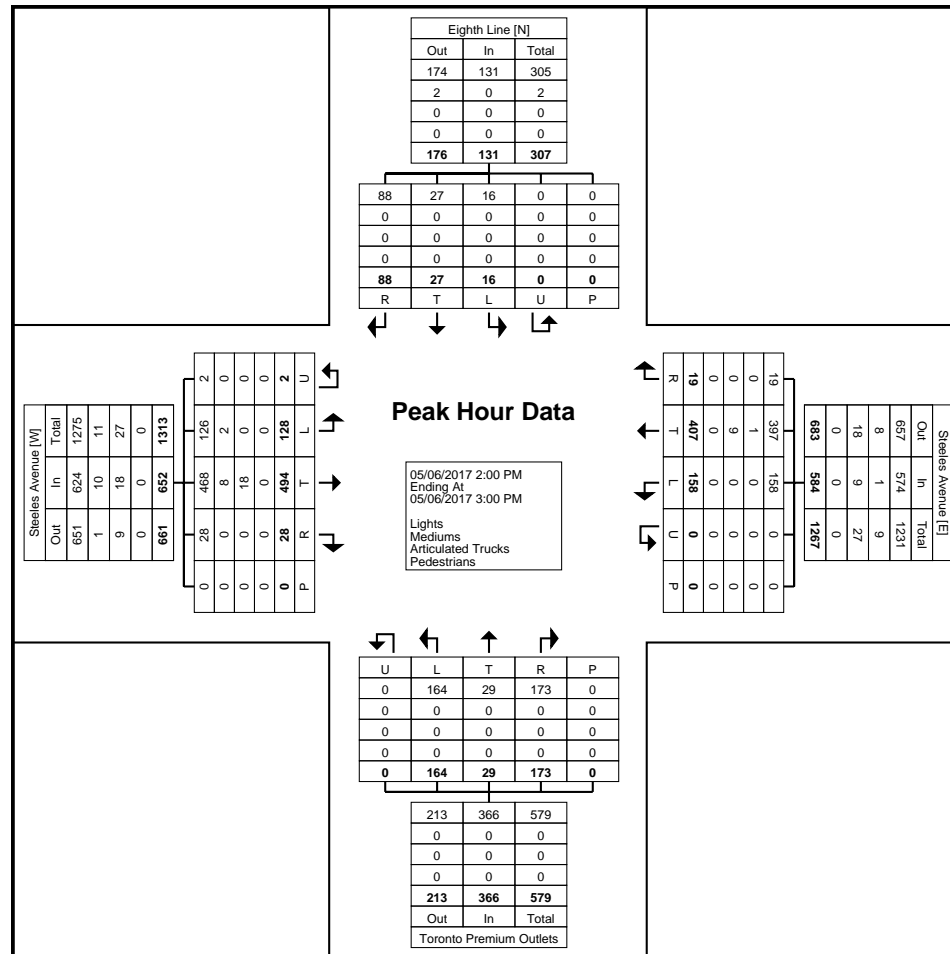 Eighth Line [N]
Out In Total
174 131 305
2 0 2
0 0 0
0 0 0
176 131 307
88 27 16 0 0
0 0 0 0 0
0 0 0 0 0
0 0 0 0 0
88 27 16 0 0
R T L U P
Steeles Avenue [W]
Out In Total
651 624 1275
1 10 11
9 18 27
0 0 0
661 652 1313
0 28 468 126 2
0 0 8 2 0
0 0 18 0 0
0 0 0 0 0
0 28 494 128 2
P R T L U
Peak Hour Data
05/06/2017 2:00 PM
Ending At
05/06/2017 3:00 PM
Lights
Mediums
Articulated Trucks
Pedestrians
Steeles Avenue [E]
Out In Total
657 574 1231
8 1 9
18 9 27
0 0 0
683 584 1267
19 397 158 0 0
0 1 0 0 0
0 9 0 0 0
0 0 0 0 0
19 407 158 0 0
R T L U P
U L T R P
0 164 29 173 0
0 0 0 0 0
0 0 0 0 0
0 0 0 0 0
0 164 29 173 0
213 366 579
0 0 0
0 0 0
0 0 0
213 366 579
Out In Total
Toronto Premium Outlets